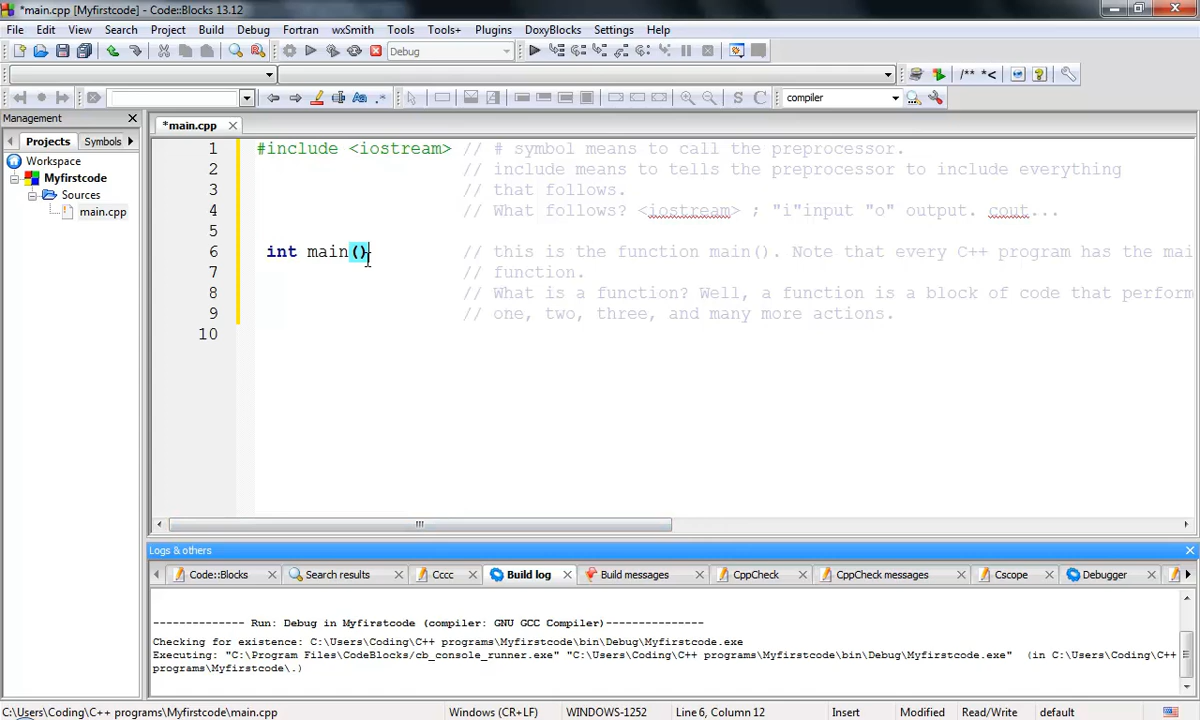 *main.cpp [Myfirstcode] - Code::Blocks 13.12
File Edit View Search Project Build Debug Fortran wxSmith Tools Tools+ Plugins DoxyBlocks Settings Help
Debug
/** *<
compiler
Management
*main.cpp
Projects Symbols
Workspace
Myfirstcode
Sources
main.cpp
1 #include <iostream> // # symbol means to call the preprocessor.
2 // include means to tells the preprocessor to include everything
3 // that follows.
4 // What follows? <iostream> ; "i"input "o" output. cout...
5
6 int main() // this is the function main(). Note that every C++ program has the mai
7 // function.
8 // What is a function? Well, a function is a block of code that perform
9 // one, two, three, and many more actions.
10
Logs & others
Code::Blocks Search results Cccc Build log Build messages CppCheck CppCheck messages Cscope Debugger
-------------- Run: Debug in Myfirstcode (compiler: GNU GCC Compiler)---------------
Checking for existence: C:\Users\Coding\C++ programs\Myfirstcode\bin\Debug\Myfirstcode.exe
Executing: "C:\Program Files\CodeBlocks/cb_console_runner.exe" "C:\Users\Coding\C++ programs\Myfirstcode\bin\Debug\Myfirstcode.exe"  (in C:\Users\Coding\C++
programs\Myfirstcode\.)
C:\Users\Coding\C++ programs\Myfirstcode\main.cpp Windows (CR+LF) WINDOWS-1252 Line 6, Column 12 Insert Modified Read/Write default